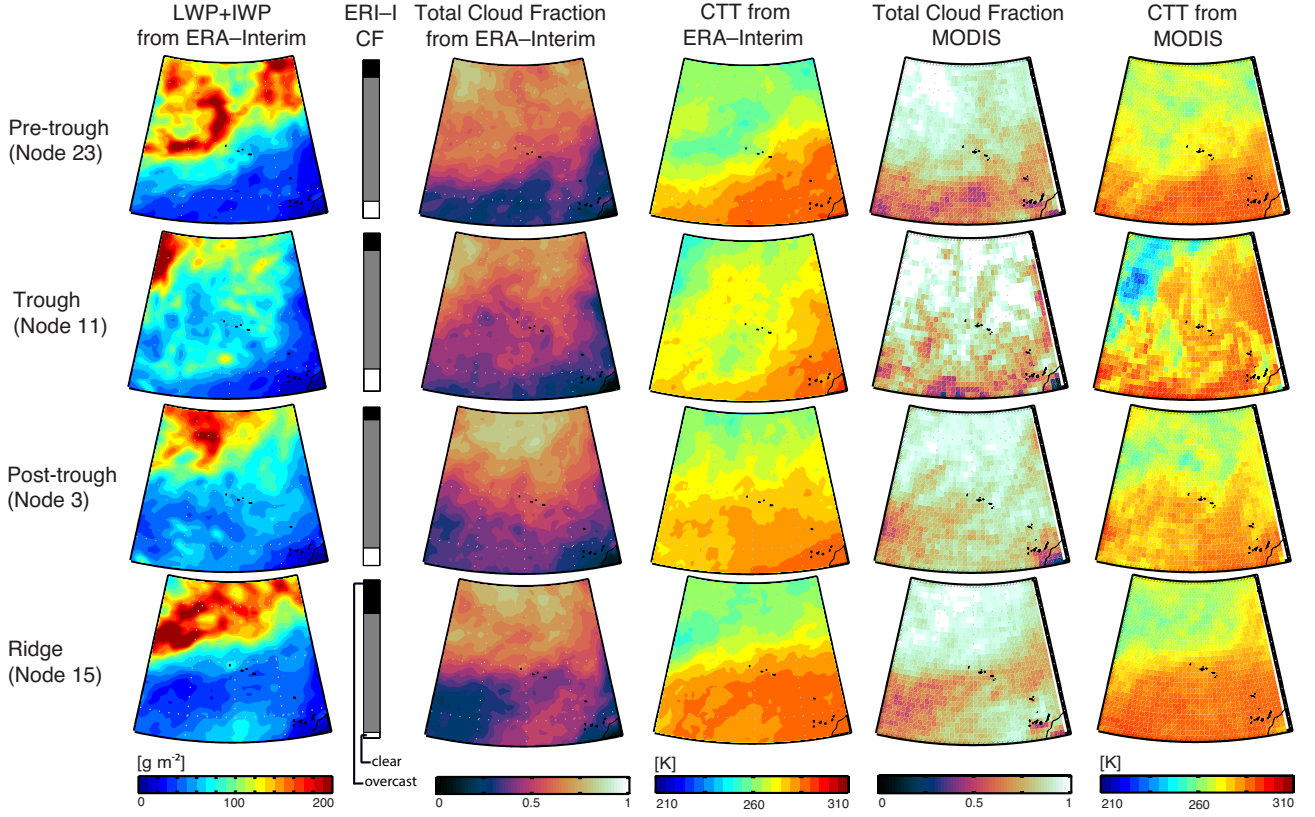 LWP+IWP
from ERA–Interim
ERI–I
CF
Total Cloud Fraction
from ERA–Interim
CTT from
ERA–Interim
Total Cloud Fraction
MODIS
CTT from
MODIS
Pre-trough
(Node 23)
Trough
(Node 11)
Post-trough
(Node 3)
Ridge
(Node 15)
clear
overcast
[g m⁻²]
0 100 200
0 0.5 1
[K]
210 260 310
0 0.5 1
[K]
210 260 310